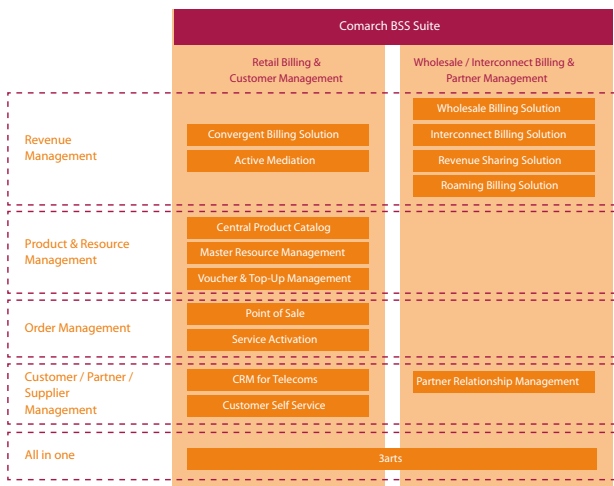 Comarch BSS Suite
Retail Billing &
Customer Management
Wholesale / Interconnect Billing &
Partner Management
Revenue
Management
Convergent Billing Solution
Active Mediation
Wholesale Billing Solution
Interconnect Billing Solution
Revenue Sharing Solution
Roaming Billing Solution
Product & Resource
Management
Central Product Catalog
Master Resource Management
Voucher & Top-Up Management
Order Management
Point of Sale
Service Activation
Customer / Partner /
Supplier
Management
CRM for Telecoms
Customer Self Service
Partner Relationship Management
All in one
3arts